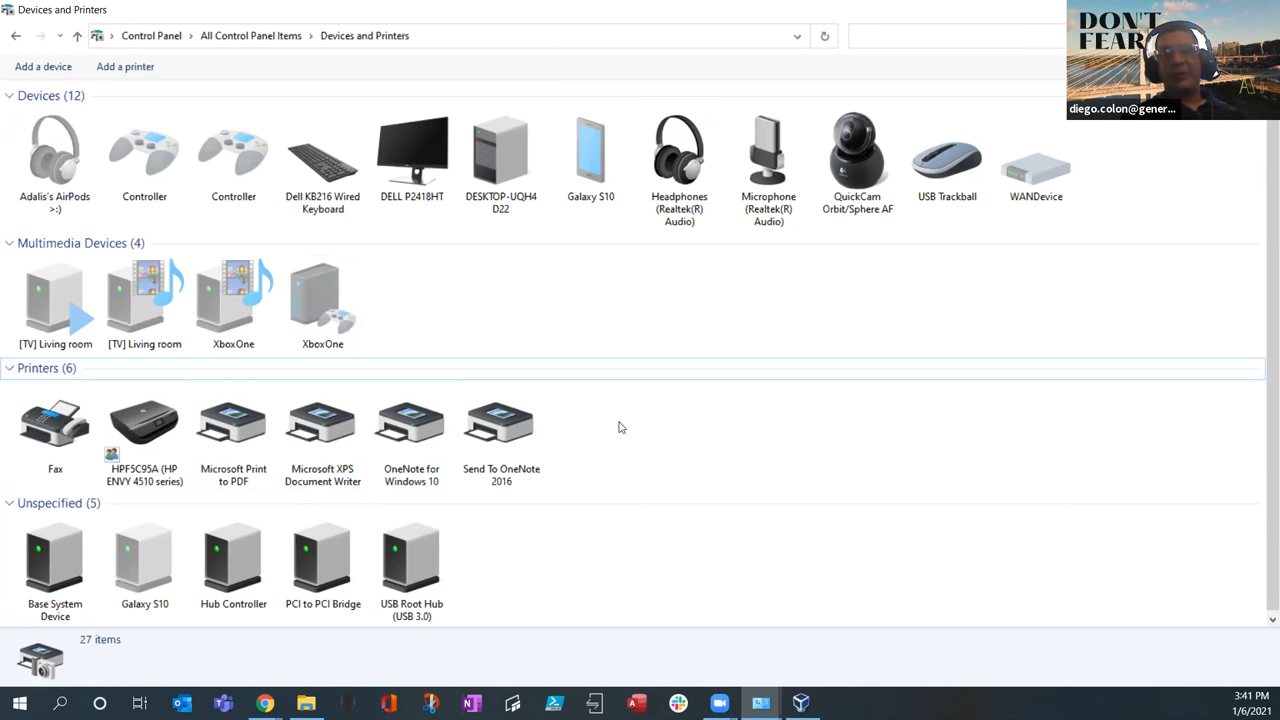 Devices and Printers
Control Panel > All Control Panel Items > Devices and Printers
DON'T
FEAR
diego.colon@gener...
Add a device
Add a printer
Devices (12)
Adalis's AirPods
>:)
Controller
Controller
Dell KB216 Wired
Keyboard
DELL P2418HT
DESKTOP-UQH4
D22
Galaxy S10
Headphones
(Realtek(R)
Audio)
Microphone
(Realtek(R)
Audio)
QuickCam
Orbit/Sphere AF
USB Trackball
WANDevice
Multimedia Devices (4)
[TV] Living room
[TV] Living room
XboxOne
XboxOne
Printers (6)
Fax
HPF5C95A (HP
ENVY 4510 series)
Microsoft Print
to PDF
Microsoft XPS
Document Writer
OneNote for
Windows 10
Send To OneNote
2016
Unspecified (5)
Base System
Device
Galaxy S10
Hub Controller
PCI to PCI Bridge
USB Root Hub
(USB 3.0)
27 items
3:41 PM
1/6/2021